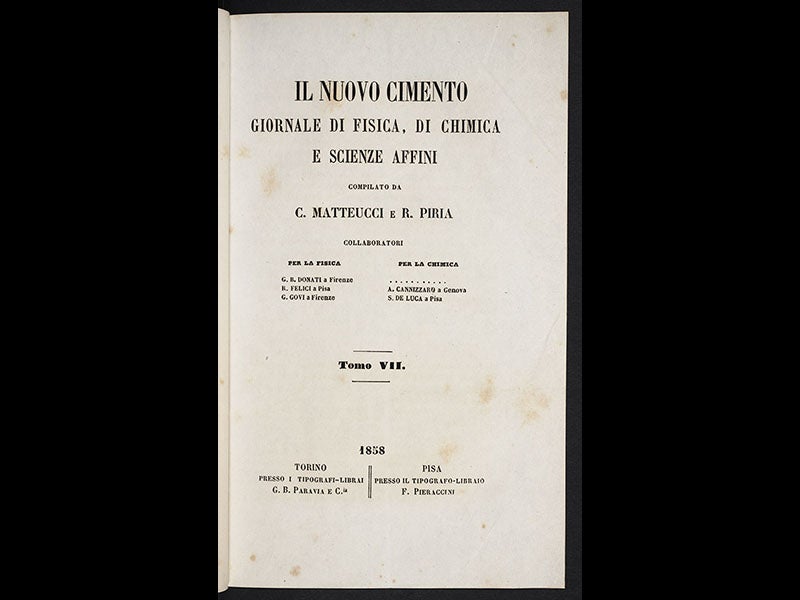 IL NUOVO CIMENTO
GIORNALE DI FISICA, DI CHIMICA
E SCIENZE AFFINI
COMPILATO DA
C. MATTEUCCI E R. PIRIA
COLLABORATORI
PER LA FISICA
G. B. DONATI a Firenze
R. FELICI a Pisa
G. GOVI a Firenze
PER LA CHIMICA
. . . . . . . . . . .
A. CANNIZZARO a Genova
S. DE LUCA a Pisa
Tomo VII.
1858
TORINO
PRESSO I TIPOGRAFI-LIBRAI
G. B. PARAVIA E C.ia
PISA
PRESSO IL TIPOGRAFO-LIBRAIO
F. PIERACCINI